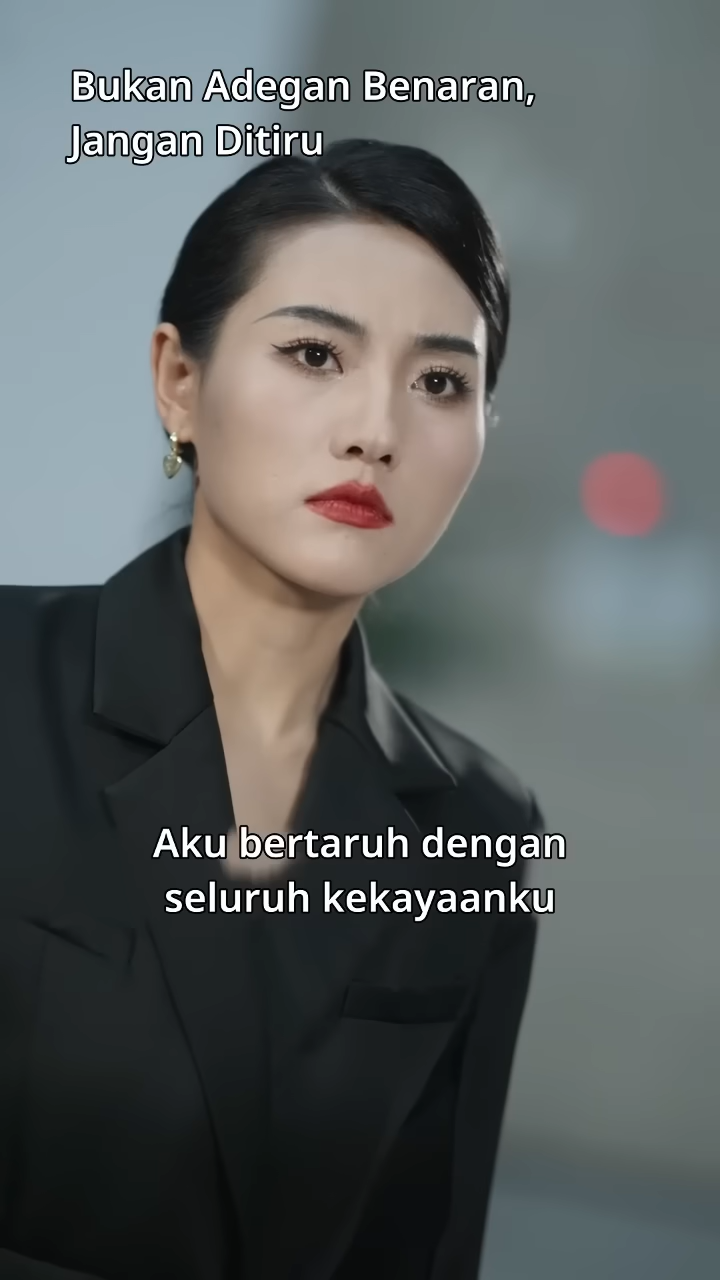 Bukan Adegan Benaran,
Jangan Ditiru
Aku bertaruh dengan
seluruh kekayaanku